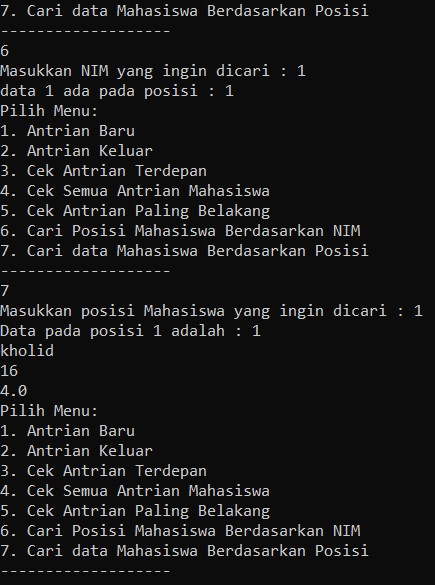 7. Cari data Mahasiswa Berdasarkan Posisi
-------------------
6
Masukkan NIM yang ingin dicari : 1
data 1 ada pada posisi : 1
Pilih Menu:
1. Antrian Baru
2. Antrian Keluar
3. Cek Antrian Terdepan
4. Cek Semua Antrian Mahasiswa
5. Cek Antrian Paling Belakang
6. Cari Posisi Mahasiswa Berdasarkan NIM
7. Cari data Mahasiswa Berdasarkan Posisi
-------------------
7
Masukkan posisi Mahasiswa yang ingin dicari : 1
Data pada posisi 1 adalah : 1
kholid
16
4.0
Pilih Menu:
1. Antrian Baru
2. Antrian Keluar
3. Cek Antrian Terdepan
4. Cek Semua Antrian Mahasiswa
5. Cek Antrian Paling Belakang
6. Cari Posisi Mahasiswa Berdasarkan NIM
7. Cari data Mahasiswa Berdasarkan Posisi
-------------------